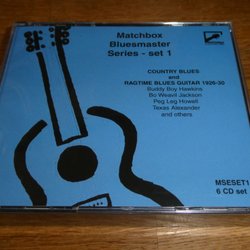 Matchbox
Bluesmaster
Series - set 1
COUNTRY BLUES
and
RAGTIME BLUES GUITAR 1926-30
Buddy Boy Hawkins
Bo Weavil Jackson
Peg Leg Howell
Texas Alexander
and others
MSESET1
6 CD set